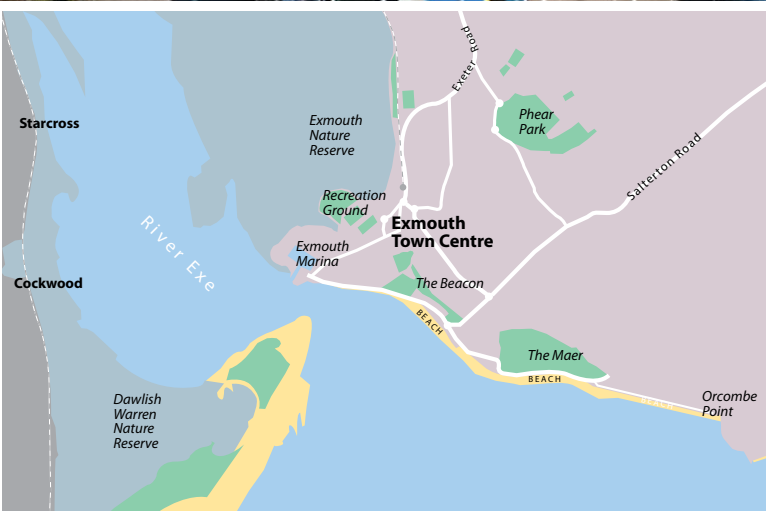 Starcross
Exmouth
Nature
Reserve
Exeter Road
Phear
Park
Salterton Road
Recreation
Ground
Exmouth
Town Centre
River Exe
Exmouth
Marina
Cockwood
The Beacon
BEACH
The Maer
BEACH
BEACH
Orcombe
Point
Dawlish
Warren
Nature
Reserve